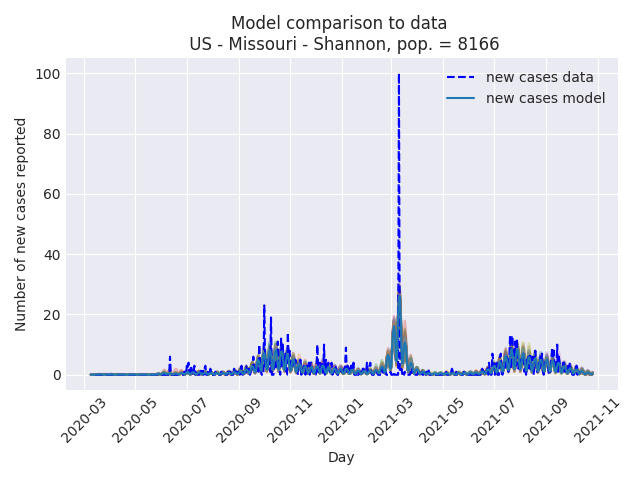 Model comparison to data
US - Missouri - Shannon, pop. = 8166
new cases data
new cases model
Number of new cases reported
100
80
60
40
20
0
2020-03
2020-05
2020-07
2020-09
2020-11
2021-01
2021-03
2021-05
2021-07
2021-09
2021-11
Day